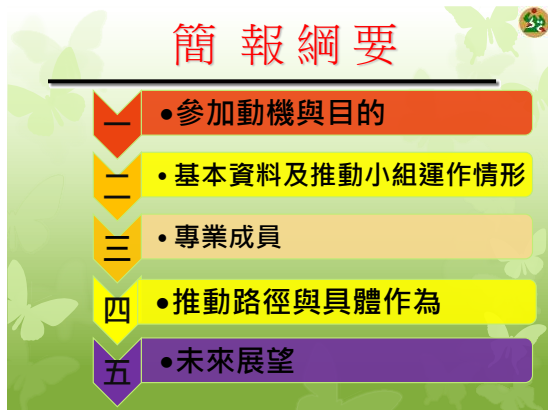 簡報綱要
一 •參加動機與目的
二 •基本資料及推動小組運作情形
三 •專業成員
四 •推動路徑與具體作為
五 •未來展望